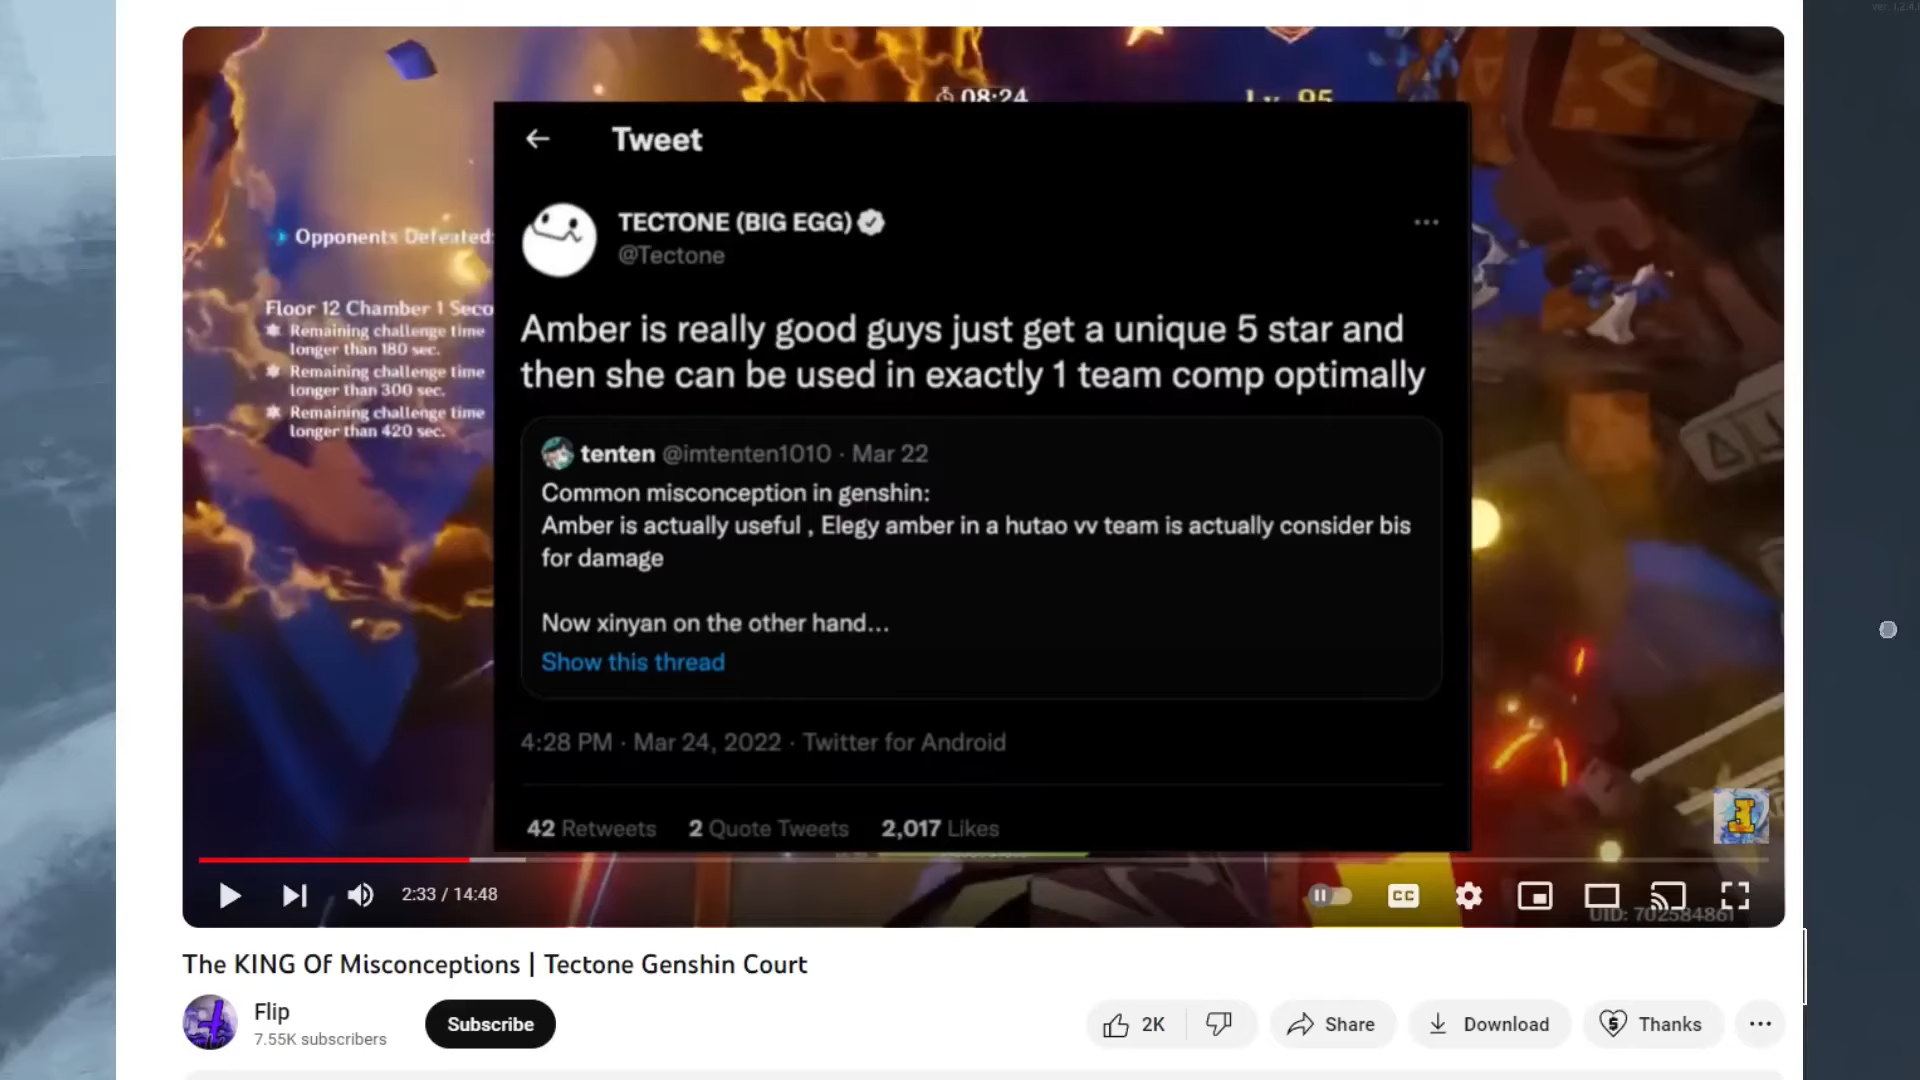 ver. 1.2.4.1
08:24
Lv. 95
Tweet
TECTONE (BIG EGG)
@Tectone
Opponents Defeated:
Amber is really good guys just get a unique 5 star and
then she can be used in exactly 1 team comp optimally
Floor 12 Chamber 1 Seco
Remaining challenge time
longer than 180 sec.
Remaining challenge time
longer than 300 sec.
Remaining challenge time
longer than 420 sec.
tenten @imtenten1010 · Mar 22
Common misconception in genshin:
Amber is actually useful , Elegy amber in a hutao vv team is actually consider bis
for damage
Now xinyan on the other hand...
Show this thread
4:28 PM · Mar 24, 2022 · Twitter for Android
42 Retweets 2 Quote Tweets 2,017 Likes
2:33 / 14:48
CC
UID: 702584861
The KING Of Misconceptions | Tectone Genshin Court
Flip
7.55K subscribers
Subscribe
2K
Share
Download
Thanks